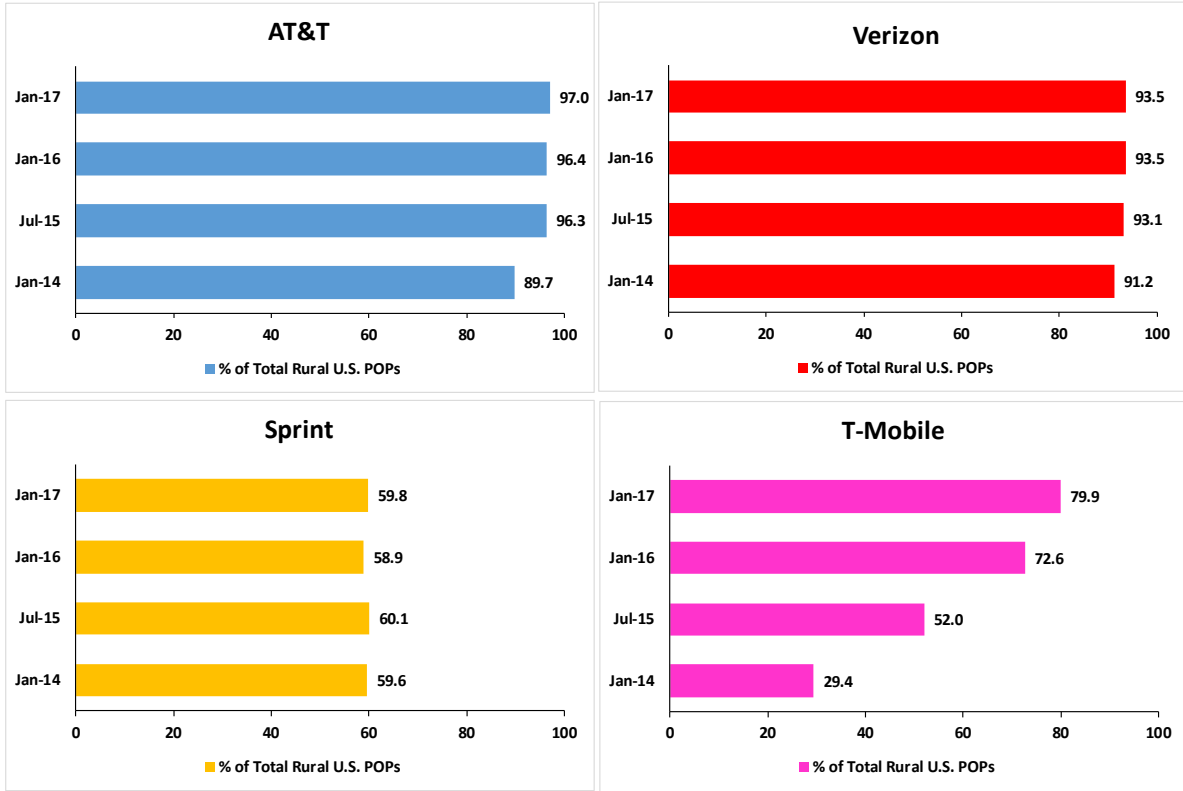 AT&T
Jan-17
97.0
Jan-16
96.4
Jul-15
96.3
Jan-14
89.7
0 20 40 60 80 100
% of Total Rural U.S. POPs
Verizon
Jan-17
93.5
Jan-16
93.5
Jul-15
93.1
Jan-14
91.2
0 20 40 60 80 100
% of Total Rural U.S. POPs
Sprint
Jan-17
59.8
Jan-16
58.9
Jul-15
60.1
Jan-14
59.6
0 20 40 60 80 100
% of Total Rural U.S. POPs
T-Mobile
Jan-17
79.9
Jan-16
72.6
Jul-15
52.0
Jan-14
29.4
0 20 40 60 80 100
% of Total Rural U.S. POPs